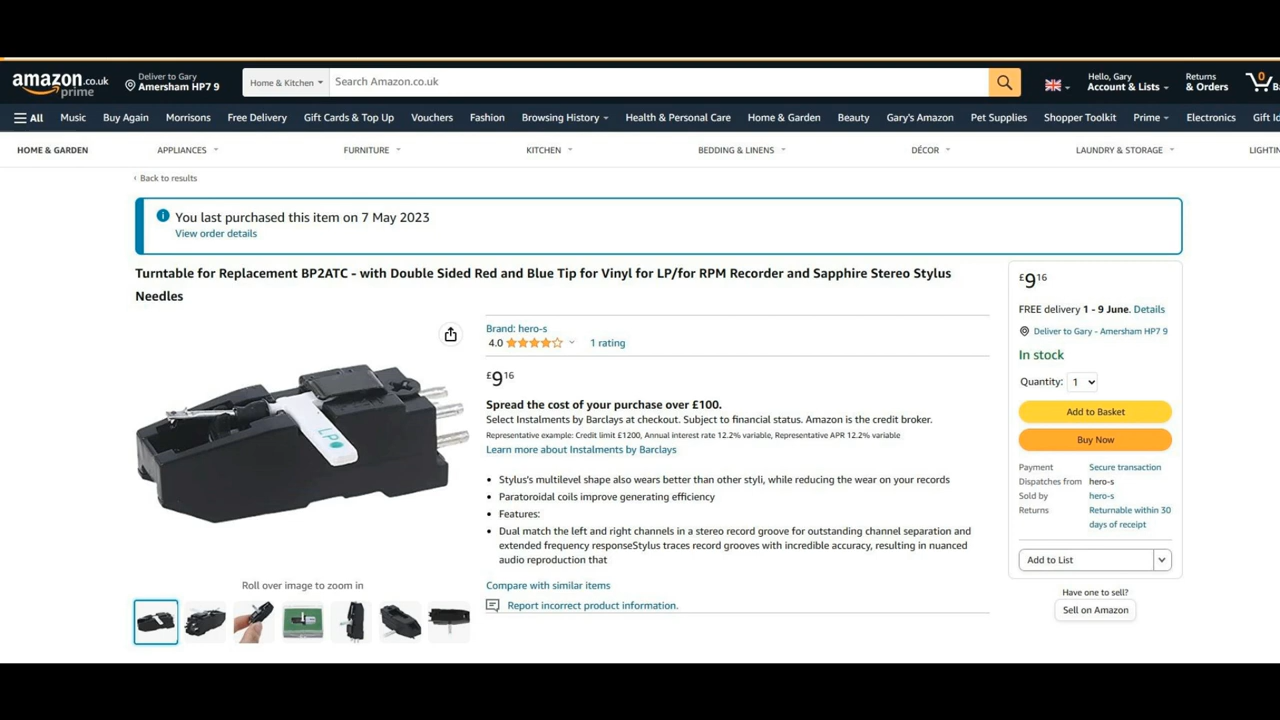 amazon.co.uk
prime
Deliver to Gary
Amersham HP7 9
Home & Kitchen
Search Amazon.co.uk
Hello, Gary
Account & Lists
Returns
& Orders
0
All Music Buy Again Morrisons Free Delivery Gift Cards & Top Up Vouchers Fashion Browsing History Health & Personal Care Home & Garden Beauty Gary's Amazon Pet Supplies Shopper Toolkit Prime Electronics
HOME & GARDEN APPLIANCES FURNITURE KITCHEN BEDDING & LINENS DÉCOR LAUNDRY & STORAGE
‹ Back to results
You last purchased this item on 7 May 2023
View order details
Turntable for Replacement BP2ATC - with Double Sided Red and Blue Tip for Vinyl for LP/for RPM Recorder and Sapphire Stereo Stylus
Needles
LP
Roll over image to zoom in
Brand: hero-s
4.0 1 rating
£9 16
Spread the cost of your purchase over £100.
Select Instalments by Barclays at checkout. Subject to financial status. Amazon is the credit broker.
Representative example: Credit limit £1200, Annual interest rate 12.2% variable, Representative APR 12.2% variable
Learn more about Instalments by Barclays
• Stylus's multilevel shape also wears better than other styli, while reducing the wear on your records
• Paratoroidal coils improve generating efficiency
• Features:
• Dual match the left and right channels in a stereo record groove for outstanding channel separation and
extended frequency responseStylus traces record grooves with incredible accuracy, resulting in nuanced
audio reproduction that
Compare with similar items
Report incorrect product information.
£9 16
FREE delivery 1 - 9 June. Details
Deliver to Gary - Amersham HP7 9
In stock
Quantity: 1
Add to Basket
Buy Now
Payment Secure transaction
Dispatches from hero-s
Sold by hero-s
Returns Returnable within 30
days of receipt
Add to List
Have one to sell?
Sell on Amazon